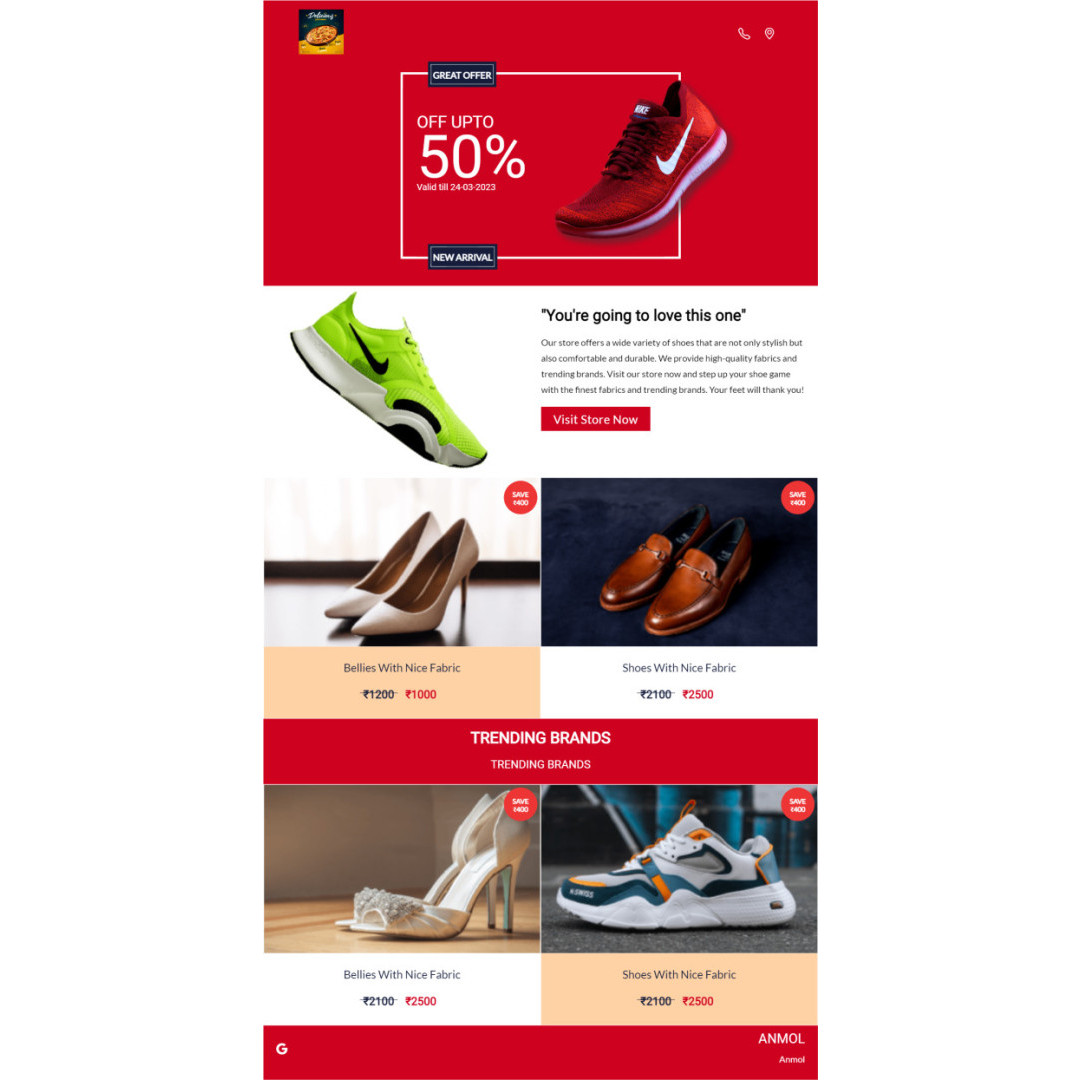 Delicious
GREAT OFFER
OFF UPTO
50%
Valid till 24-03-2023
NIKE
NEW ARRIVAL
"You're going to love this one"
Our store offers a wide variety of shoes that are not only stylish but
also comfortable and durable. We provide high-quality fabrics and
trending brands. Visit our store now and step up your shoe game
with the finest fabrics and trending brands. Your feet will thank you!
Visit Store Now
SAVE
₹400
SAVE
₹400
Bellies With Nice Fabric
Shoes With Nice Fabric
₹1200 ₹1000
₹2100 ₹2500
TRENDING BRANDS
TRENDING BRANDS
SAVE
₹400
SAVE
₹400
K-SWISS
Bellies With Nice Fabric
Shoes With Nice Fabric
₹2100 ₹2500
₹2100 ₹2500
G
ANMOL
Anmol